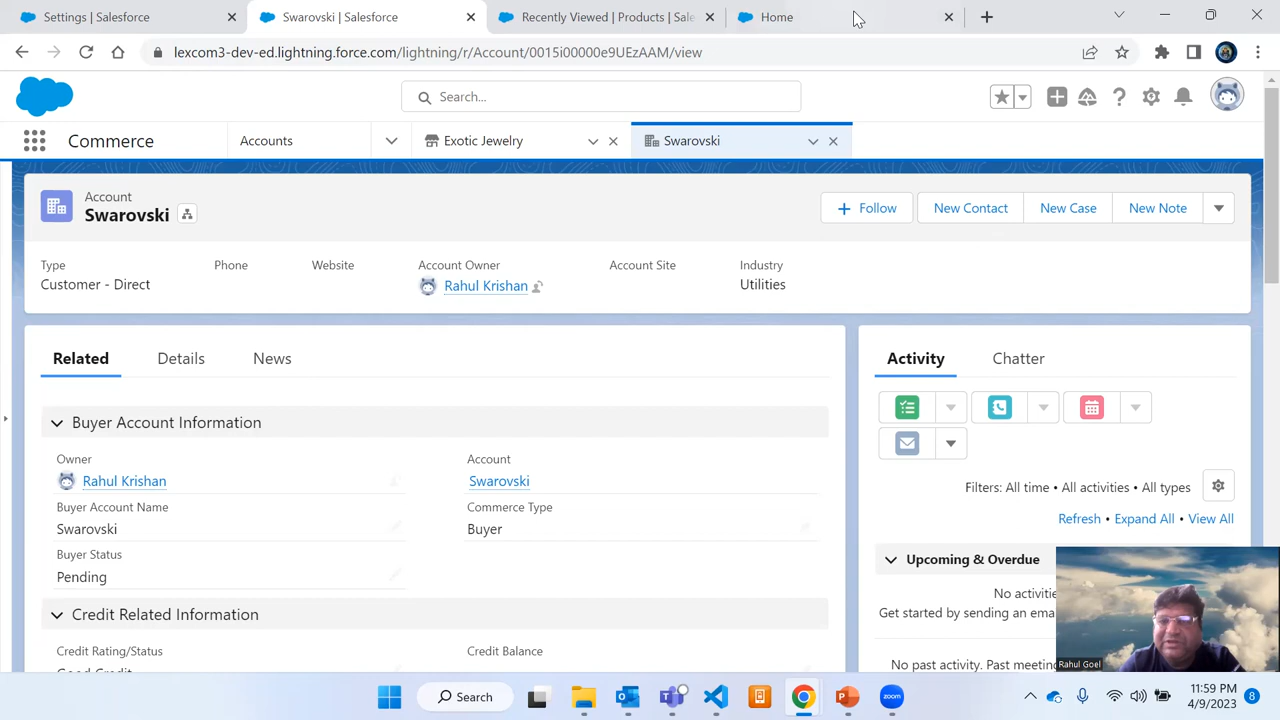 Settings | Salesforce
Swarovski | Salesforce
Recently Viewed | Products | Sale
Home
lexcom3-dev-ed.lightning.force.com/lightning/r/Account/0015i00000e9UEzAAM/view
Search...
Commerce
Accounts
Exotic Jewelry
Swarovski
Account
Swarovski
Follow
New Contact
New Case
New Note
Type
Phone
Website
Account Owner
Account Site
Industry
Customer - Direct
Rahul Krishan
Utilities
Related
Details
News
Activity
Chatter
Buyer Account Information
Owner
Account
Rahul Krishan
Swarovski
Buyer Account Name
Commerce Type
Swarovski
Buyer
Buyer Status
Pending
Filters: All time • All activities • All types
Refresh • Expand All • View All
Upcoming & Overdue
No activitie
Get started by sending an ema
Credit Related Information
Credit Rating/Status
Credit Balance
Good Credit
No past activity. Past meeting
Rahul Goel
Search
zoom
11:59 PM
4/9/2023
8